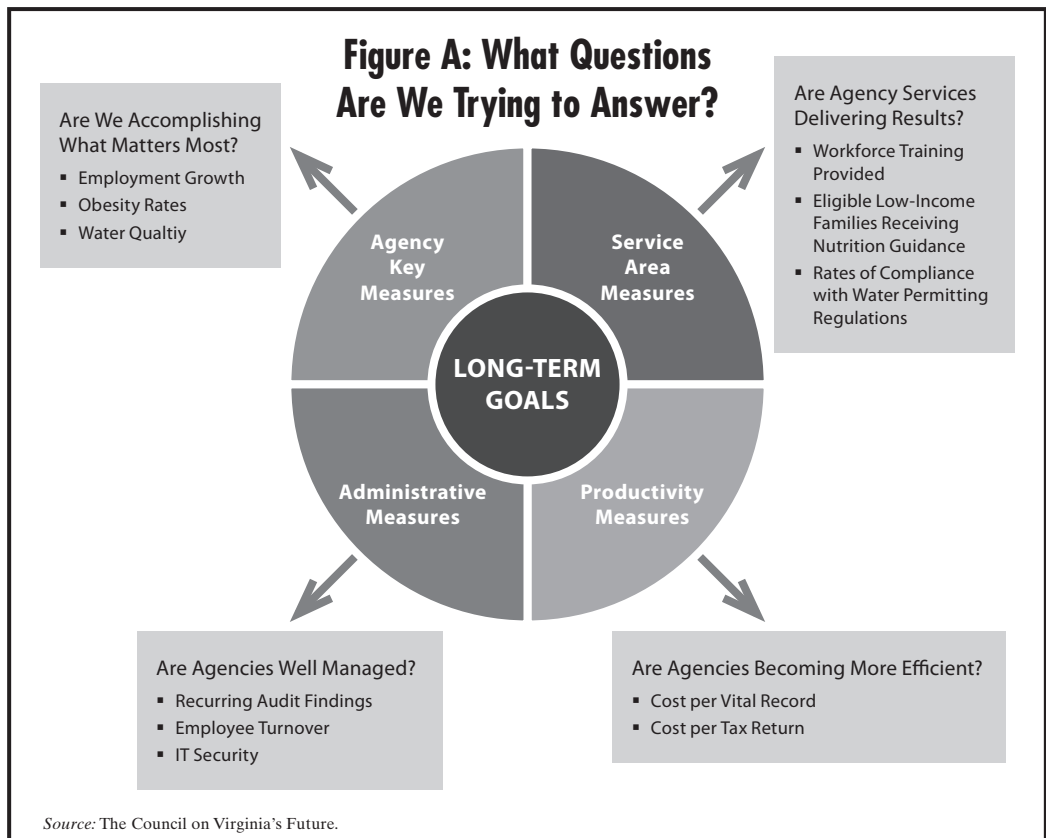 Figure A: What Questions
Are We Trying to Answer?
Are We Accomplishing
What Matters Most?
▪ Employment Growth
▪ Obesity Rates
▪ Water Qualtiy
Are Agency Services
Delivering Results?
▪ Workforce Training
Provided
▪ Eligible Low-Income
Families Receiving
Nutrition Guidance
▪ Rates of Compliance
with Water Permitting
Regulations
Agency
Key
Measures
Service
Area
Measures
LONG-TERM
GOALS
Administrative
Measures
Productivity
Measures
Are Agencies Well Managed?
▪ Recurring Audit Findings
▪ Employee Turnover
▪ IT Security
Are Agencies Becoming More Efficient?
▪ Cost per Vital Record
▪ Cost per Tax Return
Source: The Council on Virginia's Future.